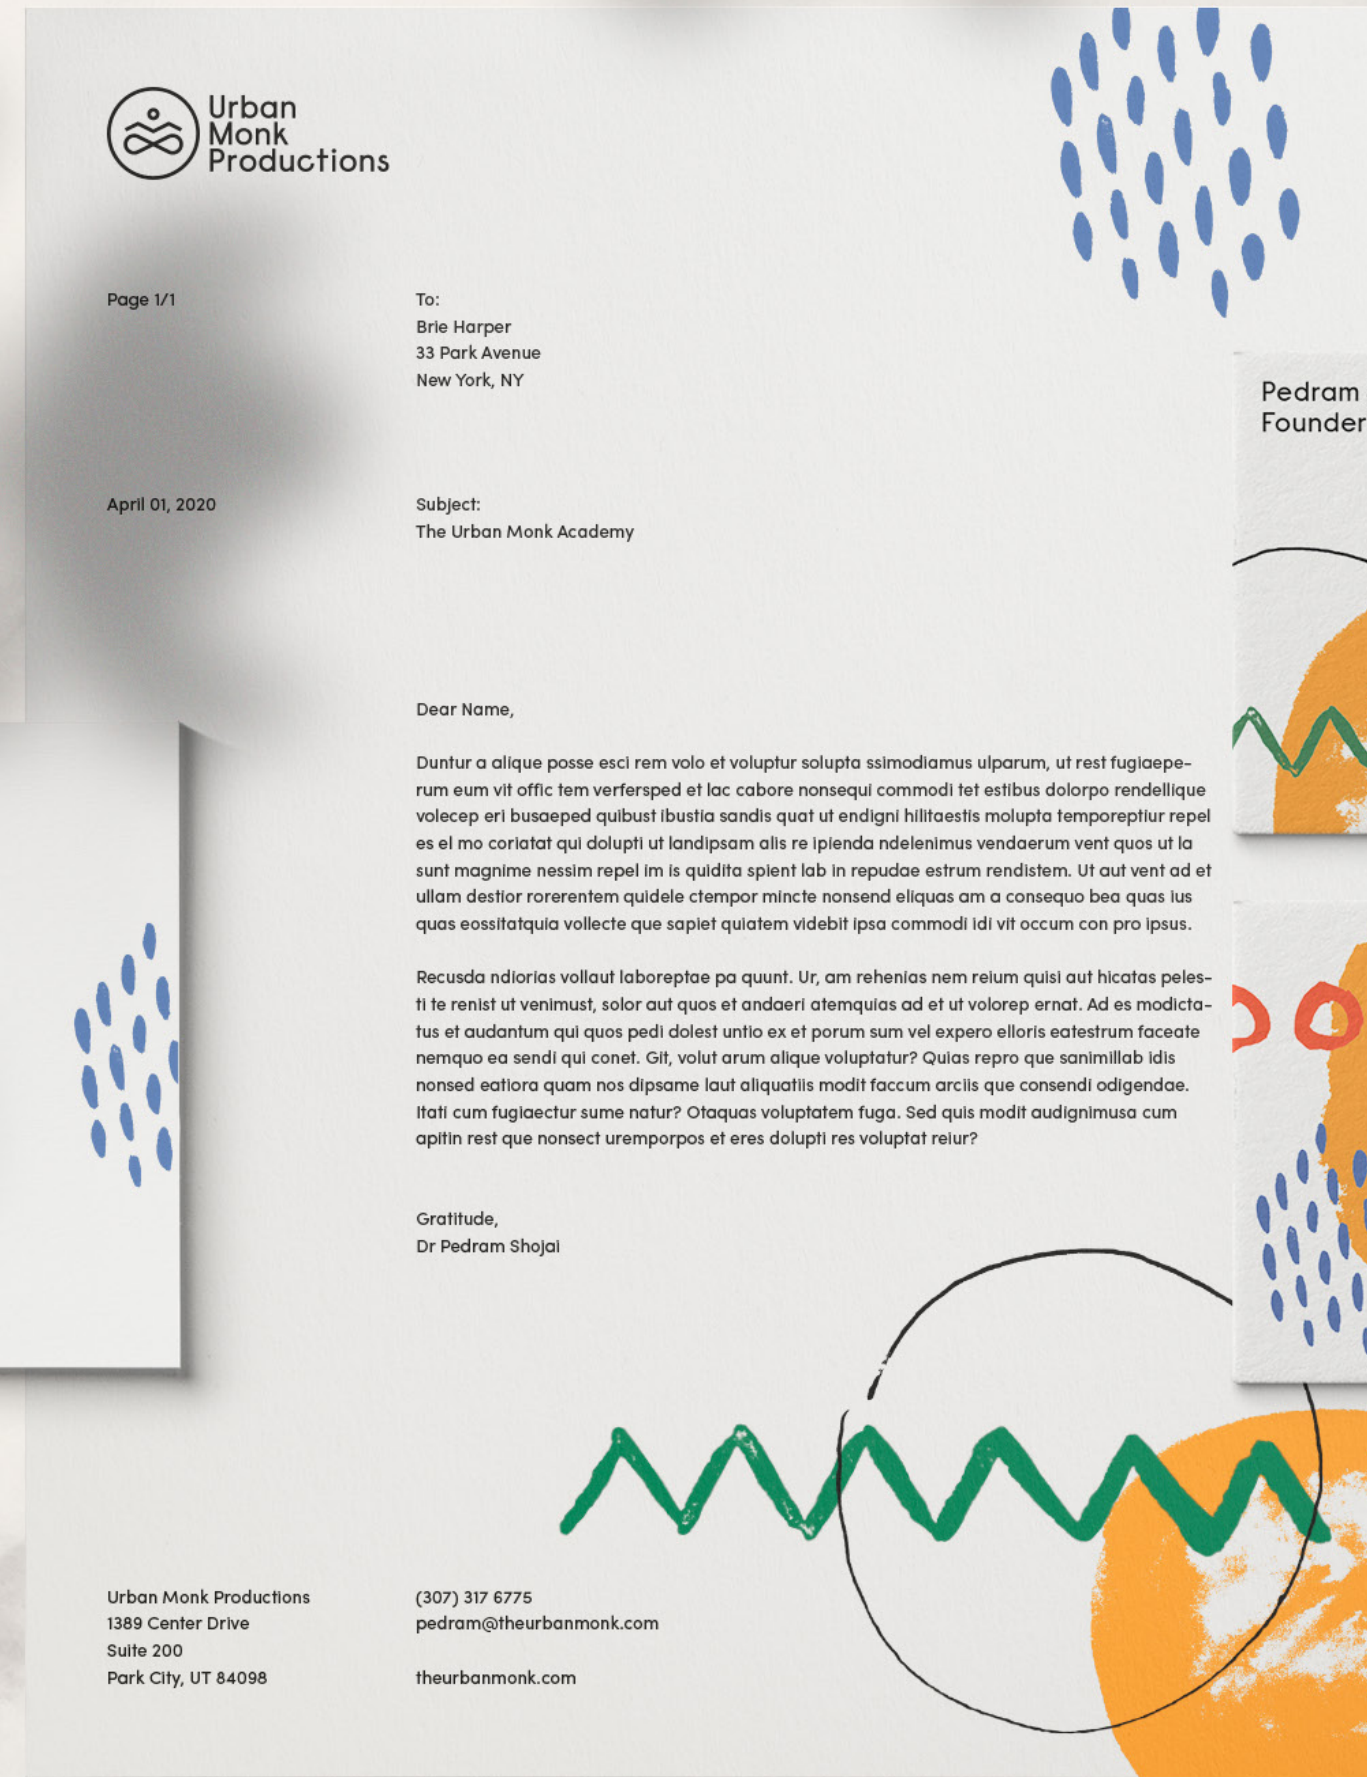 Urban
Monk
Productions
Page 1/1
To:
Brie Harper
33 Park Avenue
New York, NY
Pedram
Founder
April 01, 2020
Subject:
The Urban Monk Academy
Dear Name,
Duntur a alique posse esci rem volo et voluptur solupta ssimodiamus ulparum, ut rest fugiaepe-
rum eum vit offic tem verfersped et lac cabore nonsequi commodi tet estibus dolorpo rendellique
volecep eri busaeped quibust ibustia sandis quat ut endigni hilitaestis molupta temporeptiur repel
es el mo coriatat qui dolupti ut landipsam alis re ipienda ndelenimus vendaerum vent quos ut la
sunt magnime nessim repel im is quidita spient lab in repudae estrum rendistem. Ut aut vent ad et
ullam destior rorerentem quidele ctempor mincte nonsend eliquas am a consequo bea quas ius
quas eossitatquia vollecte que sapiet quiatem videbit ipsa commodi idi vit occum con pro ipsus.
Recusda ndiorias vollaut laboreptae pa quunt. Ur, am rehenias nem reium quisi aut hicatas peles-
ti te renist ut venimust, solor aut quos et andaeri atemquias ad et ut volorep ernat. Ad es modicta-
tus et audantum qui quos pedi dolest untio ex et porum sum vel expero elloris eatestrum faceate
nemquo ea sendi qui conet. Git, volut arum alique voluptatur? Quias repro que sanimillab idis
nonsed eatiora quam nos dipsame laut aliquatiis modit faccum arciis que consendi odigendae.
Itati cum fugiaectur sume natur? Otaquas voluptatem fuga. Sed quis modit audignimusa cum
apitin rest que nonsect uremporpos et eres dolupti res voluptat reiur?
Gratitude,
Dr Pedram Shojai
Urban Monk Productions
1389 Center Drive
Suite 200
Park City, UT 84098
(307) 317 6775
pedram@theurbanmonk.com
theurbanmonk.com